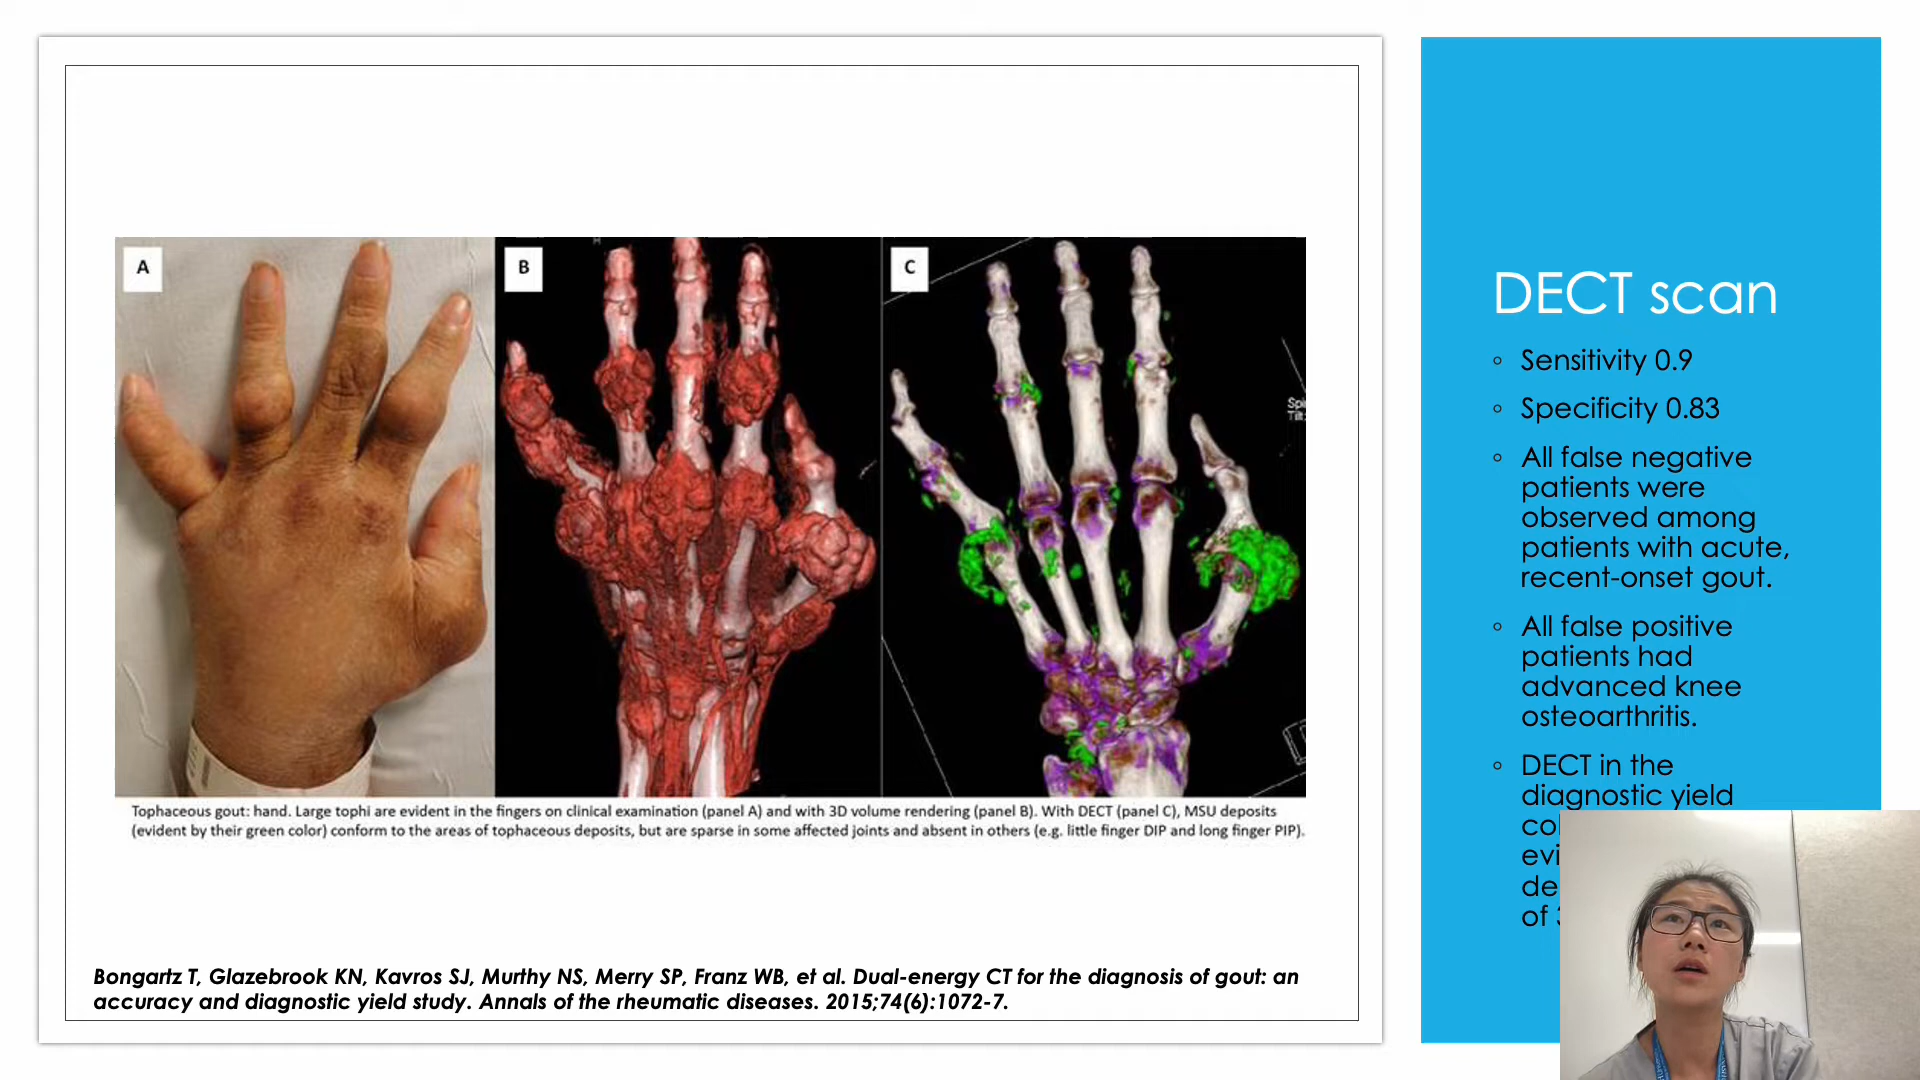 A
B
C
Tophaceous gout: hand. Large tophi are evident in the fingers on clinical examination (panel A) and with 3D volume rendering (panel B). With DECT (panel C), MSU deposits
(evident by their green color) conform to the areas of tophaceous deposits, but are sparse in some affected joints and absent in others (e.g. little finger DIP and long finger PIP).
Bongartz T, Glazebrook KN, Kavros SJ, Murthy NS, Merry SP, Franz WB, et al. Dual-energy CT for the diagnosis of gout: an
accuracy and diagnostic yield study. Annals of the rheumatic diseases. 2015;74(6):1072-7.
DECT scan
◦ Sensitivity 0.9
◦ Specificity 0.83
◦ All false negative
patients were
observed among
patients with acute,
recent-onset gout.
◦ All false positive
patients had
advanced knee
osteoarthritis.
◦ DECT in the
diagnostic yield
of